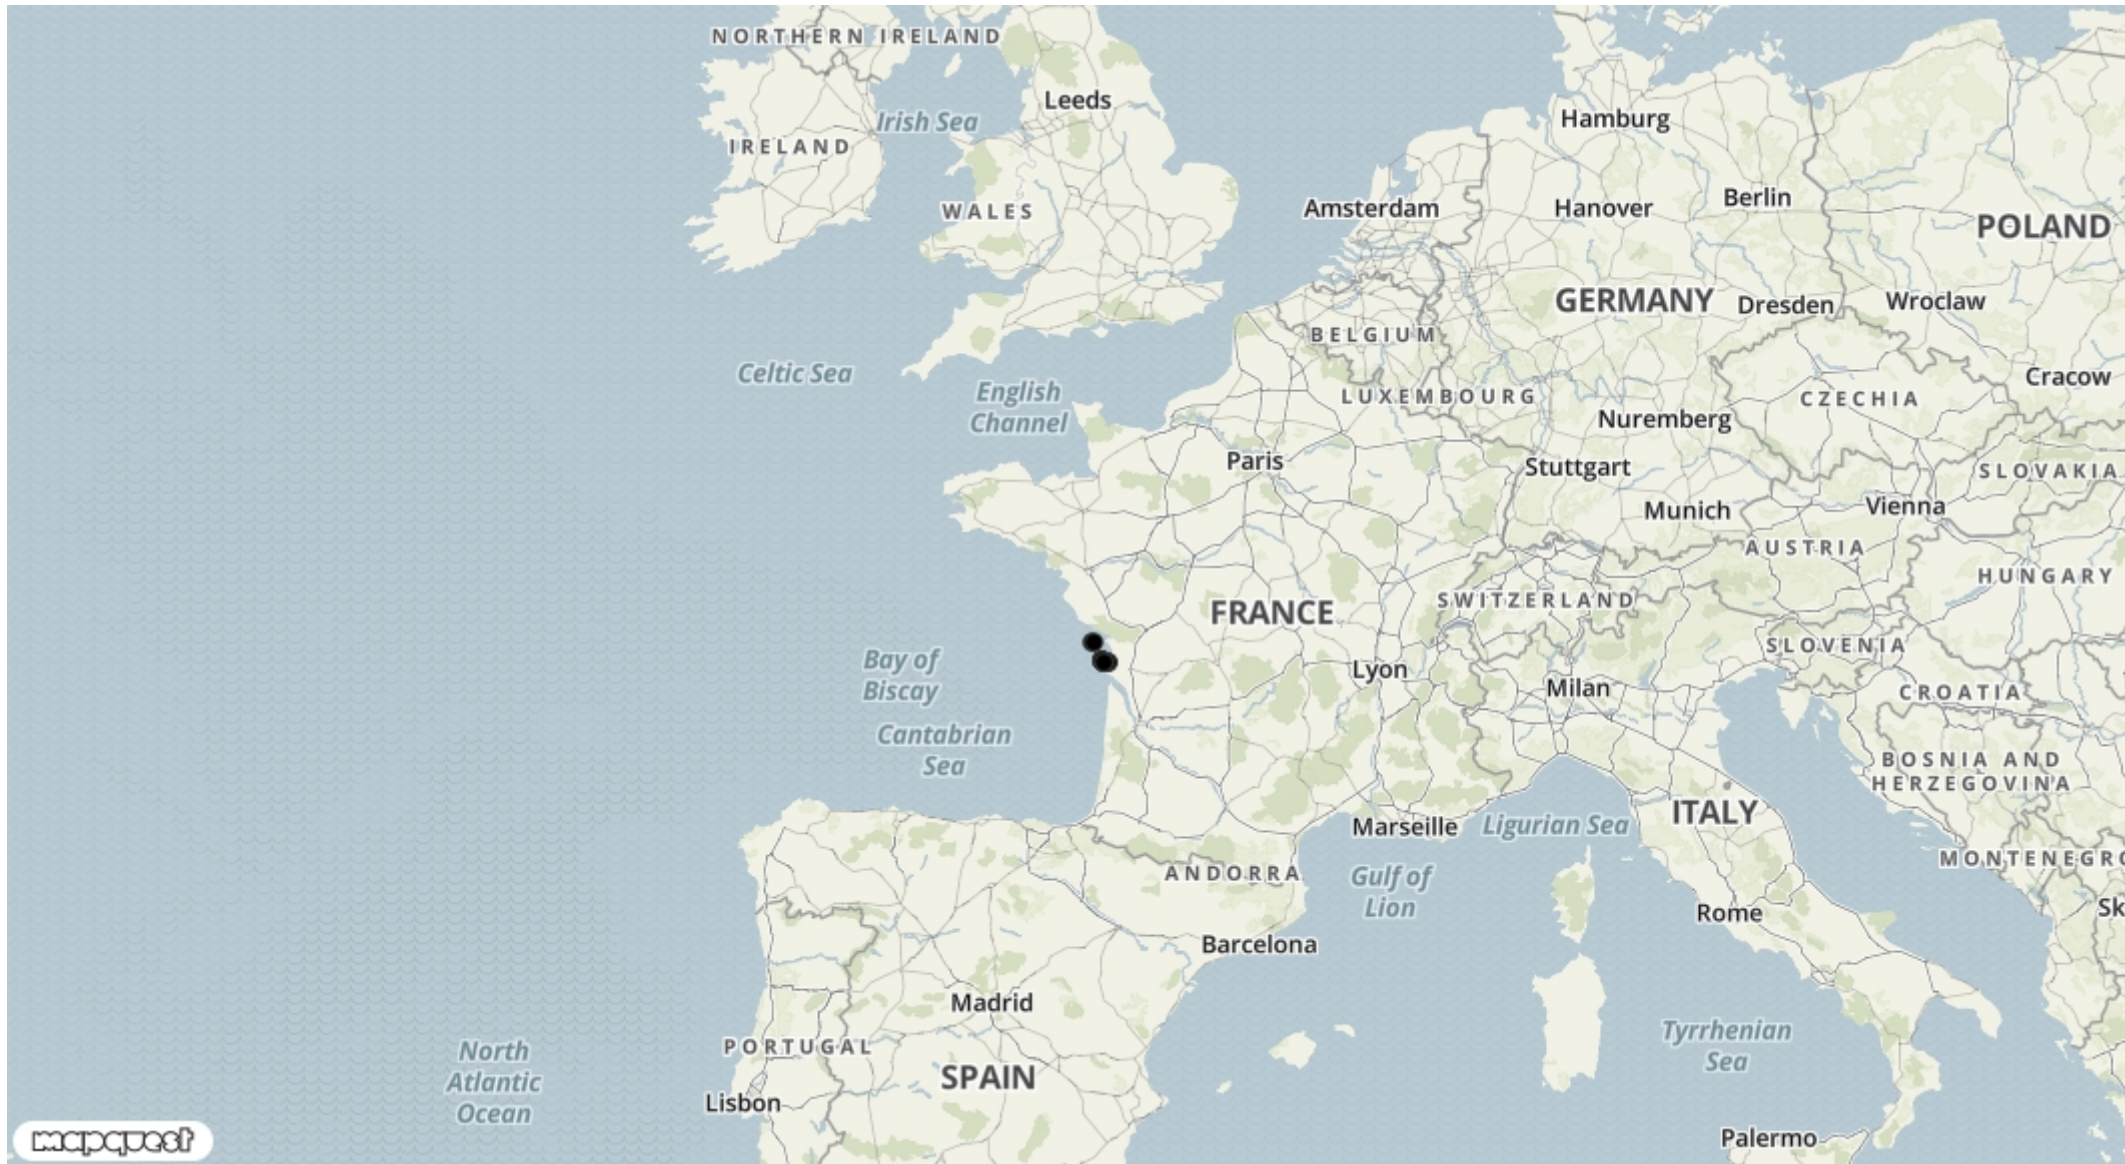 NORTHERN IRELAND
Leeds
Irish Sea
IRELAND
Hamburg
WALES
Amsterdam
Hanover
Berlin
POLAND
GERMANY
Dresden
Wroclaw
BELGIUM
Celtic Sea
English
Channel
LUXEMBOURG
Cracow
CZECHIA
Nuremberg
Paris
Stuttgart
SLOVAKIA
Munich
Vienna
AUSTRIA
HUNGARY
FRANCE
SWITZERLAND
SLOVENIA
Bay of
Biscay
Lyon
Milan
CROATIA
Cantabrian
Sea
BOSNIA AND
HERZEGOVINA
ITALY
Marseille
Ligurian Sea
MONTENEGRO
ANDORRA
Gulf of
Lion
Rome
Sk
Barcelona
Madrid
Tyrrhenian
Sea
PORTUGAL
North
Atlantic
Ocean
SPAIN
Lisbon
mapquest
Palermo